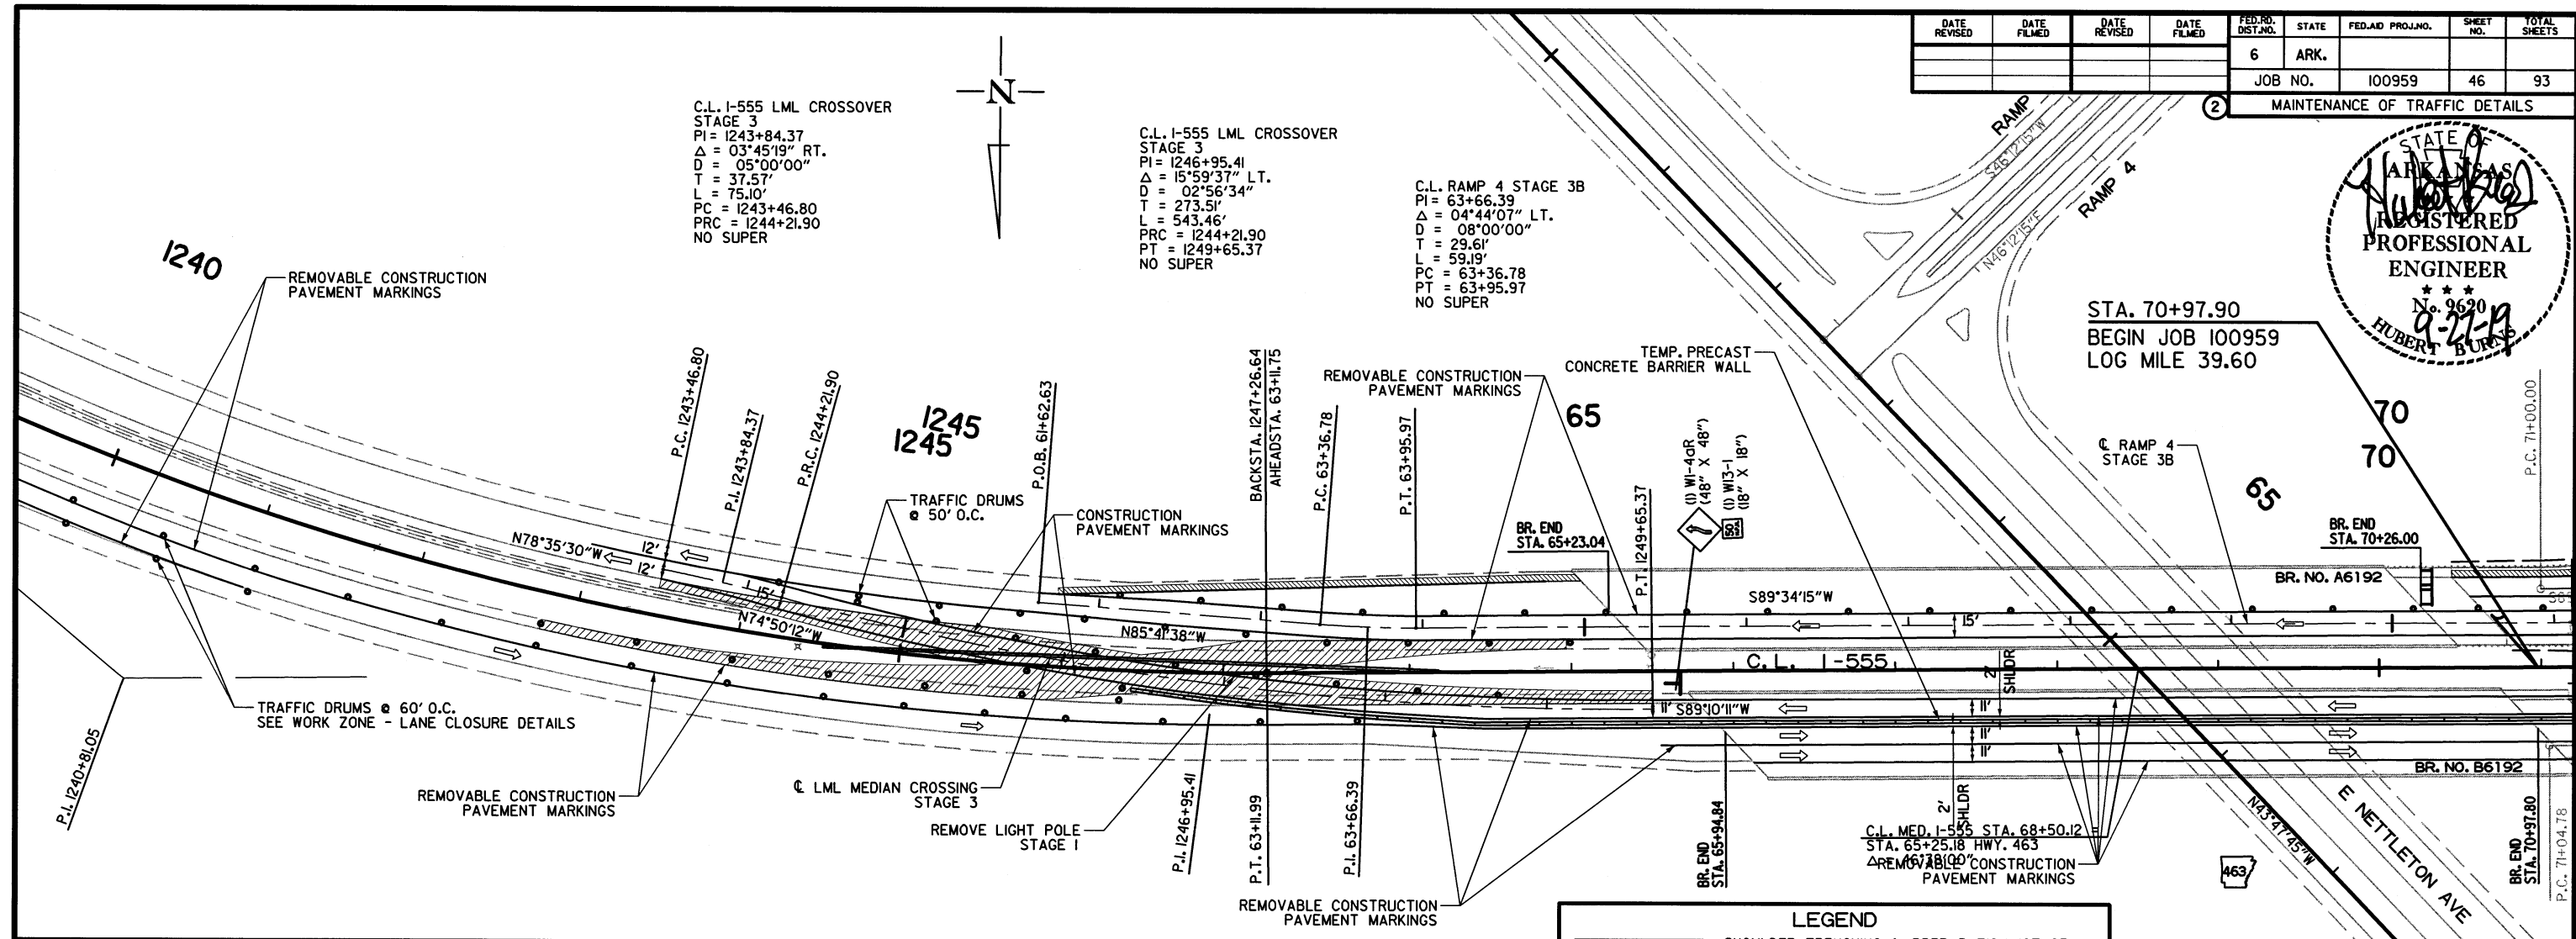 DATE REVISED
DATE FILMED
DATE REVISED
DATE FILMED
FED.RD. DIST.NO.
STATE
FED.AID PROJ.NO.
SHEET NO.
TOTAL SHEETS
6
ARK.
JOB NO.
100959
46
93
2
MAINTENANCE OF TRAFFIC DETAILS
STATE OF
ARKANSAS
REGISTERED
PROFESSIONAL
ENGINEER
★ ★ ★
No. 9620
9-27-19
HUBERT BURNS
N
C.L. I-555 LML CROSSOVER
STAGE 3
PI = 1243+84.37
Δ = 03°45'19" RT.
D = 05°00'00"
T = 37.57'
L = 75.10'
PC = 1243+46.80
PRC = 1244+21.90
NO SUPER
C.L. I-555 LML CROSSOVER
STAGE 3
PI = 1246+95.41
Δ = 15°59'37" LT.
D = 02°56'34"
T = 273.51'
L = 543.46'
PRC = 1244+21.90
PT = 1249+65.37
NO SUPER
C.L. RAMP 4 STAGE 3B
PI = 63+66.39
Δ = 04°44'07" LT.
D = 08°00'00"
T = 29.61'
L = 59.19'
PC = 63+36.78
PT = 63+95.97
NO SUPER
RAMP
S46°12'15"W
RAMP 4
N46°12'15"E
STA. 70+97.90
BEGIN JOB 100959
LOG MILE 39.60
1240
REMOVABLE CONSTRUCTION
PAVEMENT MARKINGS
P.C. 1243+46.80
P.I. 1243+84.37
P.R.C. 1244+21.90
1245
1245
P.O.B. 61+62.63
BACKSTA. 1247+26.64
AHEADSTA. 63+11.75
P.C. 63+36.78
P.T. 63+95.97
REMOVABLE CONSTRUCTION
PAVEMENT MARKINGS
TEMP. PRECAST
CONCRETE BARRIER WALL
65
(1) W1-4aR
(48" X 48")
(1) W13-1
(18" X 18")
P.T. 1249+65.37
70
70
℄ RAMP 4
STAGE 3B
65
P.C. 71+00.00
TRAFFIC DRUMS
@ 50' O.C.
CONSTRUCTION
PAVEMENT MARKINGS
BR. END
STA. 65+23.04
BR. END
STA. 70+26.00
BR. NO. A6192
N78°35'30"W
12'
12'
15'
N74°50'12"W
N85°41'38"W
S89°34'15"W
15'
C.L. I-555
2'
SHLDR
11'
S89°10'11"W
11'
11'
11'
BR. NO. B6192
TRAFFIC DRUMS @ 60' O.C.
SEE WORK ZONE - LANE CLOSURE DETAILS
P.I. 1240+81.05
REMOVABLE CONSTRUCTION
PAVEMENT MARKINGS
℄ LML MEDIAN CROSSING
STAGE 3
REMOVE LIGHT POLE
STAGE 1
P.I. 1246+95.41
P.T. 63+11.99
P.I. 63+66.39
REMOVABLE CONSTRUCTION
PAVEMENT MARKINGS
BR. END
STA. 65+94.84
2'
SHLDR
C.L. MED. I-555 STA. 68+50.12 =
STA. 65+25.18 HWY. 463
REMOVABLE CONSTRUCTION
PAVEMENT MARKINGS
N43°47'45"W
E NETTLETON AVE
463
BR. END
STA. 70+97.80
P.C. 71+04.78
LEGEND